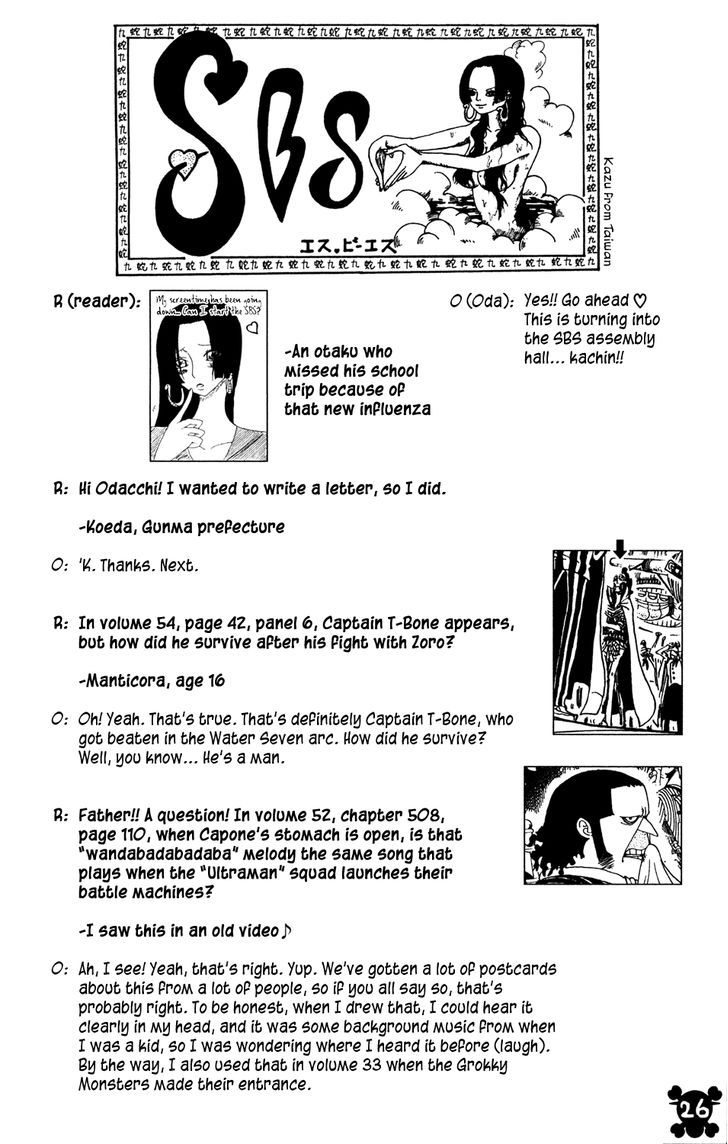 SBS
エス.ビーエス
Kazu From Taiwan
R (reader):
My screentime has been going
down. Can I start the SBS?
-An otaku who
missed his school
trip because of
that new influenza
O (Oda): Yes!! Go ahead ♡
This is turning into
the SBS assembly
hall... kachin!!
R: Hi Odacchi! I wanted to write a letter, so I did.
-Koeda, Gunma prefecture
O: 'K. Thanks. Next.
R: In volume 54, page 42, panel 6, Captain T-Bone appears,
but how did he survive after his fight with Zoro?
-Manticora, age 16
O: Oh! Yeah. That's true. That's definitely Captain T-Bone, who
got beaten in the Water Seven arc. How did he survive?
Well, you know... He's a man.
R: Father!! A question! In volume 52, chapter 508,
page 110, when Capone's stomach is open, is that
"wandabadabadaba" melody the same song that
plays when the "Ultraman" squad launches their
battle machines?
-I saw this in an old video♪
O: Ah, I see! Yeah, that's right. Yup. We've gotten a lot of postcards
about this from a lot of people, so if you all say so, that's
probably right. To be honest, when I drew that, I could hear it
clearly in my head, and it was some background music from when
I was a kid, so I was wondering where I heard it before (laugh).
By the way, I also used that in volume 33 when the Grokky
Monsters made their entrance.
26